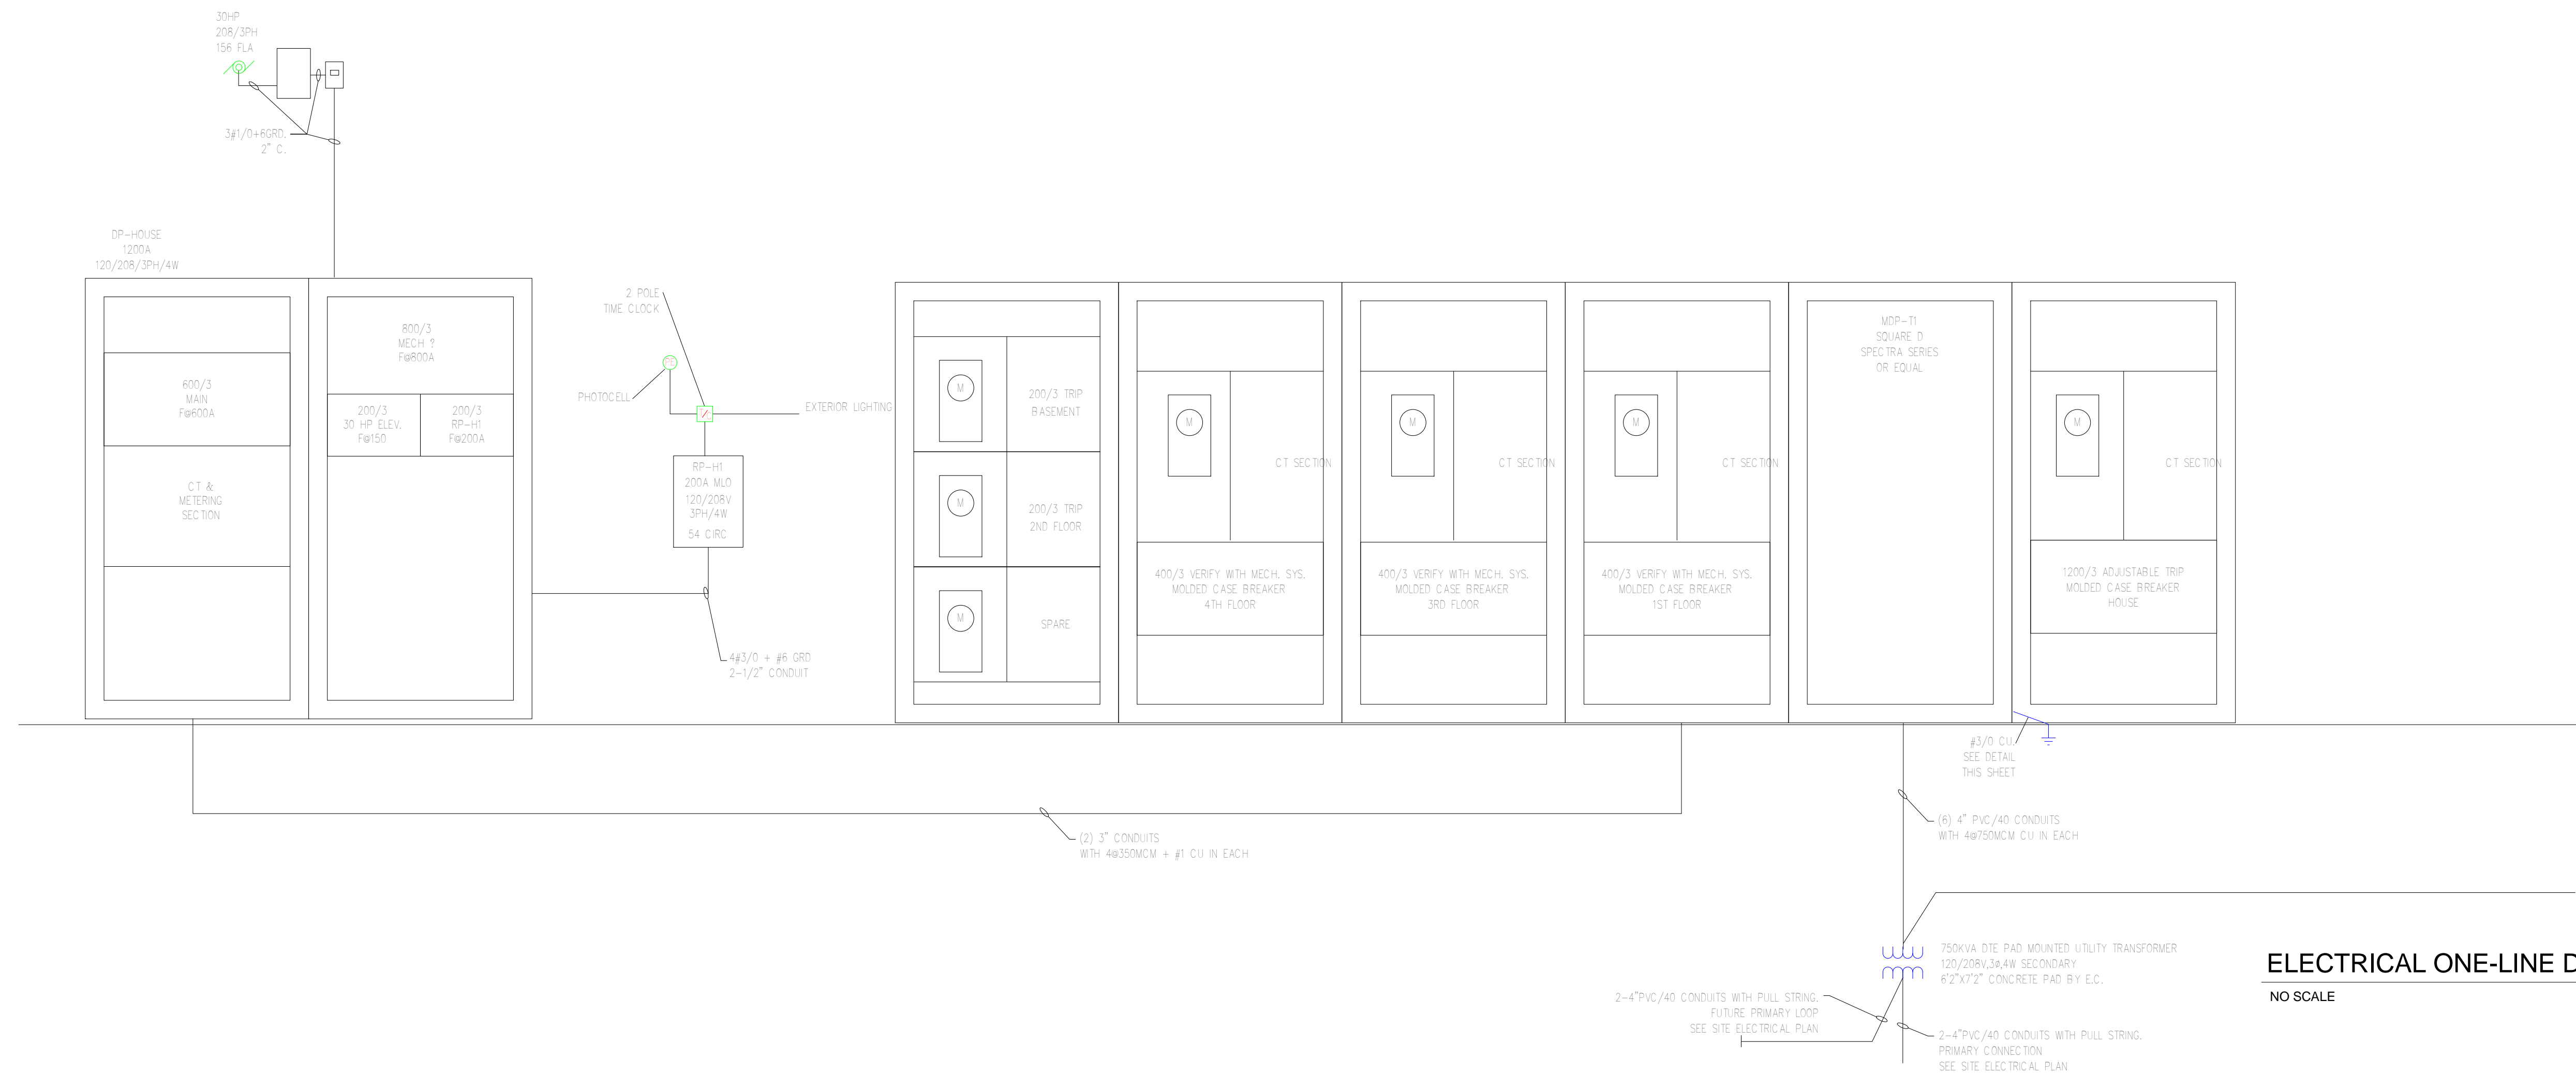 30HP
208/3PH
156 FLA
3#1/0+6GRD.
2" C.
DP-HOUSE
1200A
120/208/3PH/4W
600/3
MAIN
F@600A
CT &
METERING
SECTION
800/3
MECH ?
F@800A
200/3
30 HP ELEV.
F@150
200/3
RP-H1
F@200A
2 POLE
TIME CLOCK
PHOTOCELL
EXTERIOR LIGHTING
RP-H1
200A MLO
120/208V
3PH/4W
54 CIRC
4#3/0 + #6 GRD
2-1/2" CONDUIT
M
200/3 TRIP
BASEMENT
M
200/3 TRIP
2ND FLOOR
M
SPARE
M
CT SECTION
400/3 VERIFY WITH MECH. SYS.
MOLDED CASE BREAKER
4TH FLOOR
M
CT SECTION
400/3 VERIFY WITH MECH. SYS.
MOLDED CASE BREAKER
3RD FLOOR
M
CT SECTION
400/3 VERIFY WITH MECH. SYS.
MOLDED CASE BREAKER
1ST FLOOR
MDP-T1
SQUARE D
SPECTRA SERIES
OR EQUAL
M
CT SECTION
1200/3 ADJUSTABLE TRIP
MOLDED CASE BREAKER
HOUSE
#3/0 CU.
SEE DETAIL
THIS SHEET
(2) 3" CONDUITS
WITH 4@350MCM + #1 CU IN EACH
(6) 4" PVC/40 CONDUITS
WITH 4@750MCM CU IN EACH
750KVA DTE PAD MOUNTED UTILITY TRANSFORMER
120/208V,3ø,4W SECONDARY
6'2"X7'2" CONCRETE PAD BY E.C.
2-4"PVC/40 CONDUITS WITH PULL STRING.
FUTURE PRIMARY LOOP
SEE SITE ELECTRICAL PLAN
2-4"PVC/40 CONDUITS WITH PULL STRING.
PRIMARY CONNECTION
SEE SITE ELECTRICAL PLAN
ELECTRICAL ONE-LINE D
NO SCALE